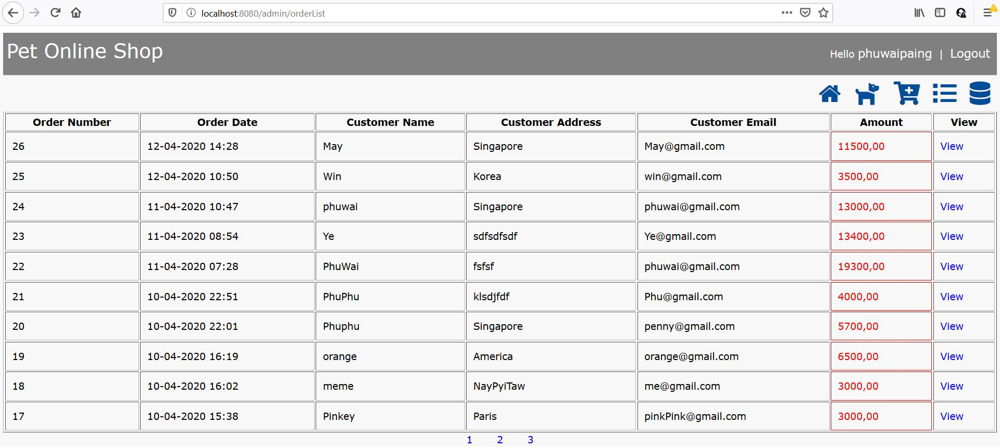 localhost:8080/admin/orderList
Pet Online Shop
Hello phuwaipaing | Logout
Order Number Order Date Customer Name Customer Address Customer Email Amount View
26 12-04-2020 14:28 May Singapore May@gmail.com 11500,00 View
25 12-04-2020 10:50 Win Korea win@gmail.com 3500,00 View
24 11-04-2020 10:47 phuwai Singapore phuwai@gmail.com 13000,00 View
23 11-04-2020 08:54 Ye sdfsdfsdf Ye@gmail.com 13400,00 View
22 11-04-2020 07:28 PhuWai fsfsf phuwai@gmail.com 19300,00 View
21 10-04-2020 22:51 PhuPhu klsdjfdf Phu@gmail.com 4000,00 View
20 10-04-2020 22:01 Phuphu Singapore penny@gmail.com 5700,00 View
19 10-04-2020 16:19 orange America orange@gmail.com 6500,00 View
18 10-04-2020 16:02 meme NayPyiTaw me@gmail.com 3000,00 View
17 10-04-2020 15:38 Pinkey Paris pinkPink@gmail.com 3000,00 View
1 2 3